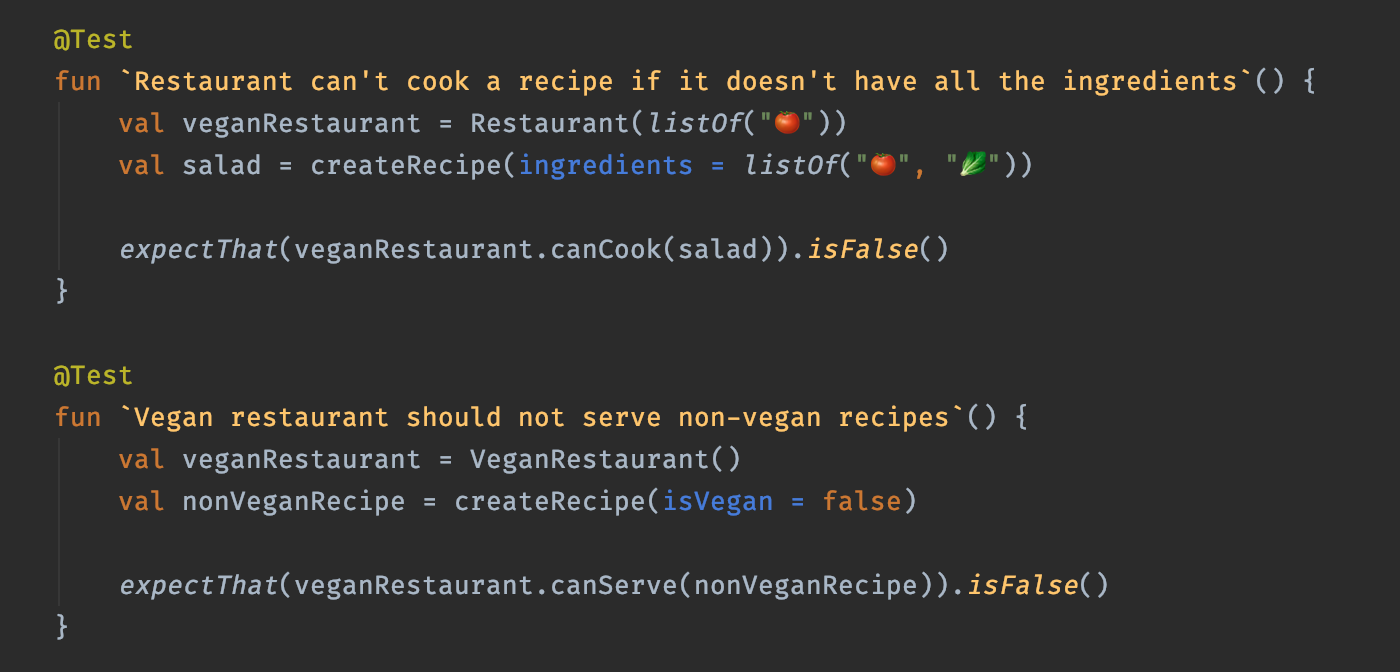 @Test
fun `Restaurant can't cook a recipe if it doesn't have all the ingredients`() {
    val veganRestaurant = Restaurant(listOf("🍅"))
    val salad = createRecipe(ingredients = listOf("🍅", "🥬"))
    expectThat(veganRestaurant.canCook(salad)).isFalse()
}
@Test
fun `Vegan restaurant should not serve non-vegan recipes`() {
    val veganRestaurant = VeganRestaurant()
    val nonVeganRecipe = createRecipe(isVegan = false)
    expectThat(veganRestaurant.canServe(nonVeganRecipe)).isFalse()
}